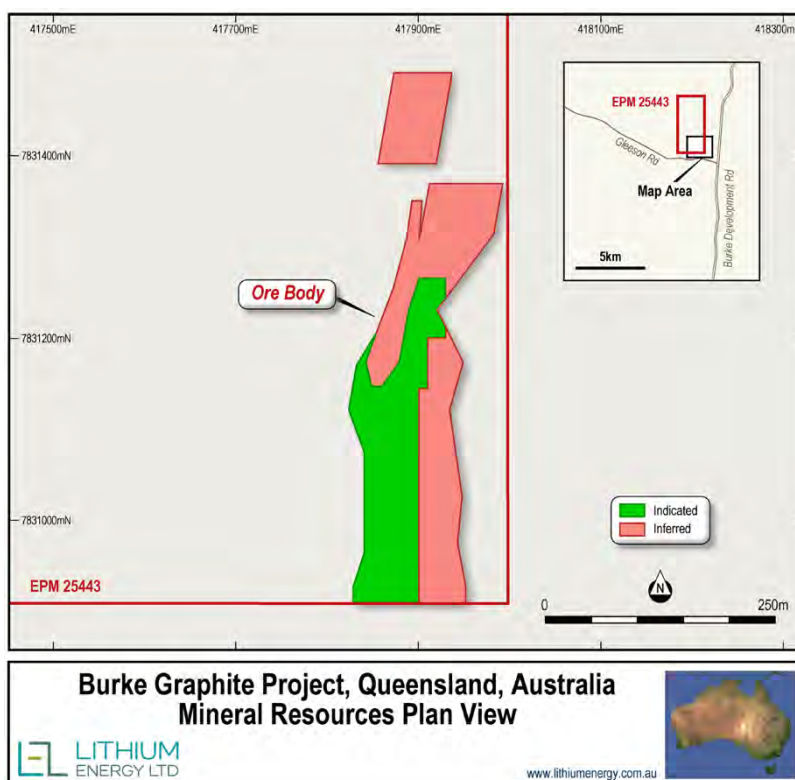 417500mE
417700mE
417900mE
418100mE
418300mE
EPM 25443
Gleeson Rd
Burke Development Rd
Map Area
5km
7831400mN
Ore Body
7831200mN
7831000mN
Indicated
Inferred
N
EPM 25443
0
250m
Burke Graphite Project, Queensland, Australia
Mineral Resources Plan View
LEL LITHIUM
ENERGY LTD
www.lithiumenergy.com.au